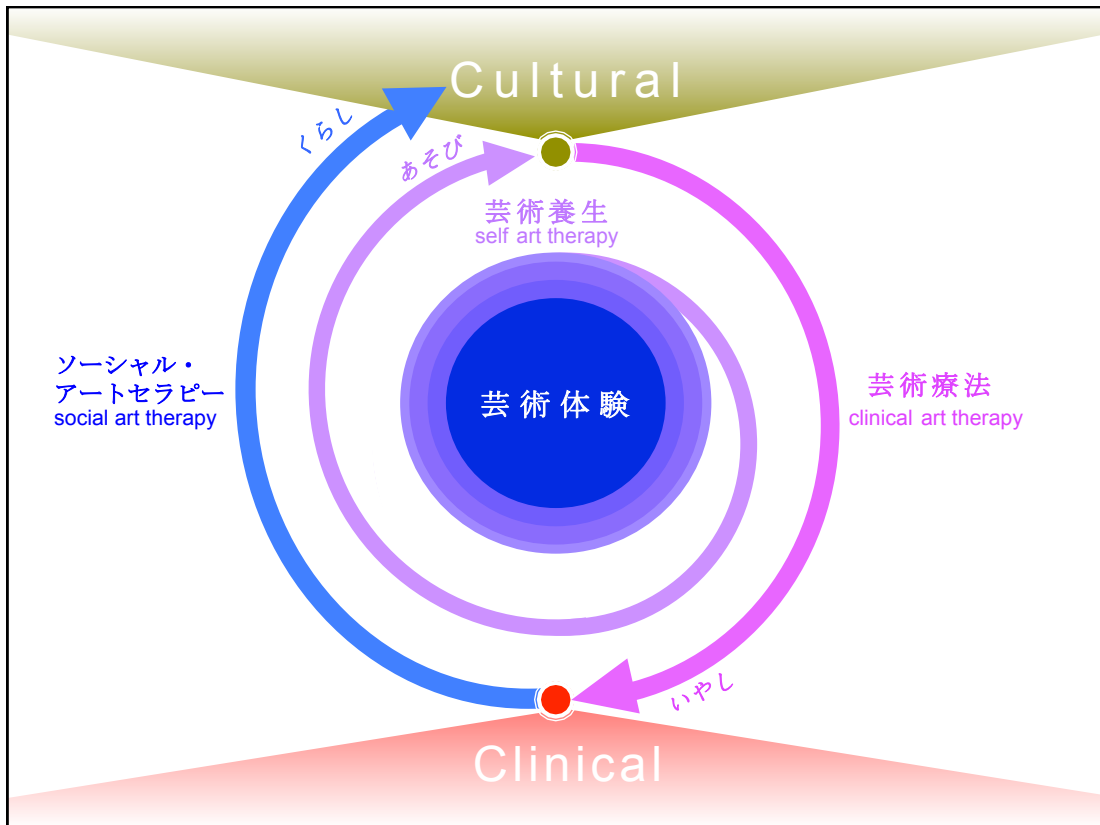 Cultural
くらし
あそび
芸術養生
self art therapy
ソーシャル・
アートセラピー
social art therapy
芸術体験
芸術療法
clinical art therapy
いやし
Clinical